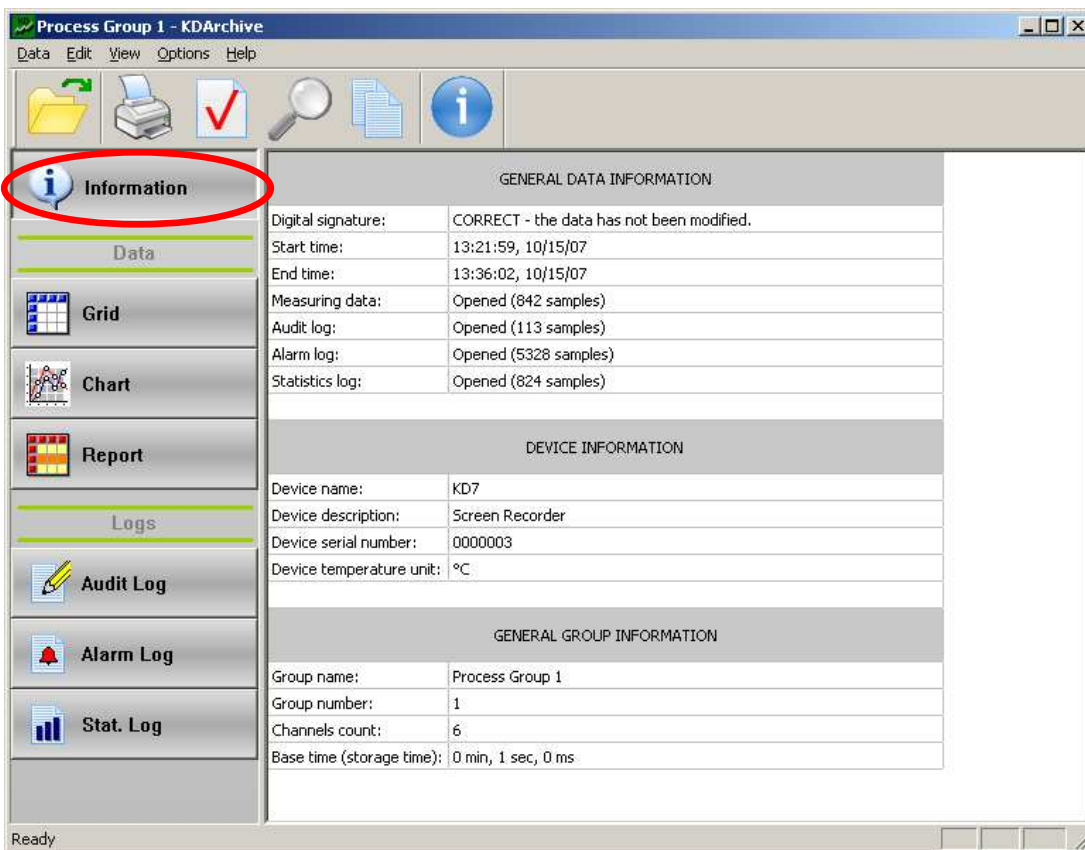 Process Group 1 - KDArchive
Data Edit View Options Help
Information
Data
Grid
Chart
Report
Logs
Audit Log
Alarm Log
Stat. Log
GENERAL DATA INFORMATION
Digital signature: CORRECT - the data has not been modified.
Start time: 13:21:59, 10/15/07
End time: 13:36:02, 10/15/07
Measuring data: Opened (842 samples)
Audit log: Opened (113 samples)
Alarm log: Opened (5328 samples)
Statistics log: Opened (824 samples)
DEVICE INFORMATION
Device name: KD7
Device description: Screen Recorder
Device serial number: 0000003
Device temperature unit: °C
GENERAL GROUP INFORMATION
Group name: Process Group 1
Group number: 1
Channels count: 6
Base time (storage time): 0 min, 1 sec, 0 ms
Ready